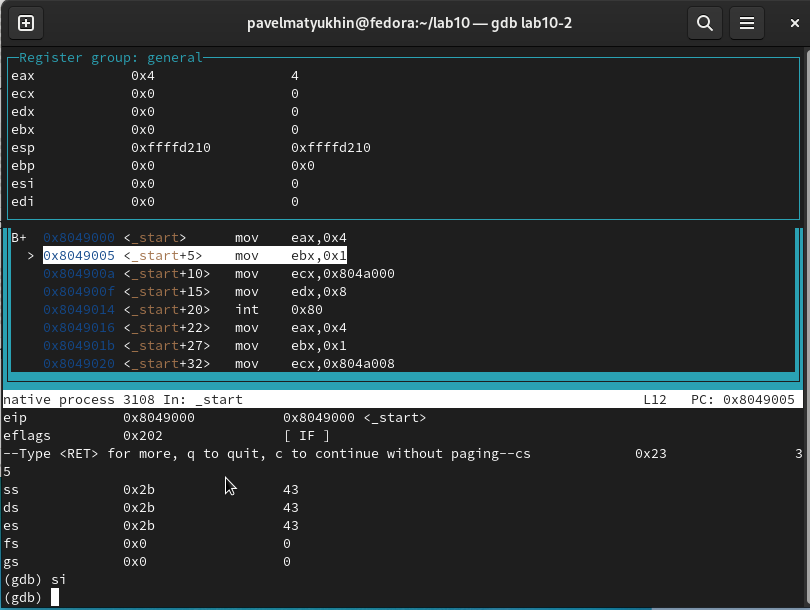 pavelmatyukhin@fedora:~/lab10 — gdb lab10-2
Register group: general
eax 0x4 4
ecx 0x0 0
edx 0x0 0
ebx 0x0 0
esp 0xffffd210 0xffffd210
ebp 0x0 0x0
esi 0x0 0
edi 0x0 0
B+ 0x8049000 <_start> mov eax,0x4
> 0x8049005 <_start+5> mov ebx,0x1
0x804900a <_start+10> mov ecx,0x804a000
0x804900f <_start+15> mov edx,0x8
0x8049014 <_start+20> int 0x80
0x8049016 <_start+22> mov eax,0x4
0x804901b <_start+27> mov ebx,0x1
0x8049020 <_start+32> mov ecx,0x804a008
native process 3108 In: _start L12 PC: 0x8049005
eip 0x8049000 0x8049000 <_start>
eflags 0x202 [ IF ]
--Type <RET> for more, q to quit, c to continue without paging--cs 0x23 3
5
ss 0x2b 43
ds 0x2b 43
es 0x2b 43
fs 0x0 0
gs 0x0 0
(gdb) si
(gdb)